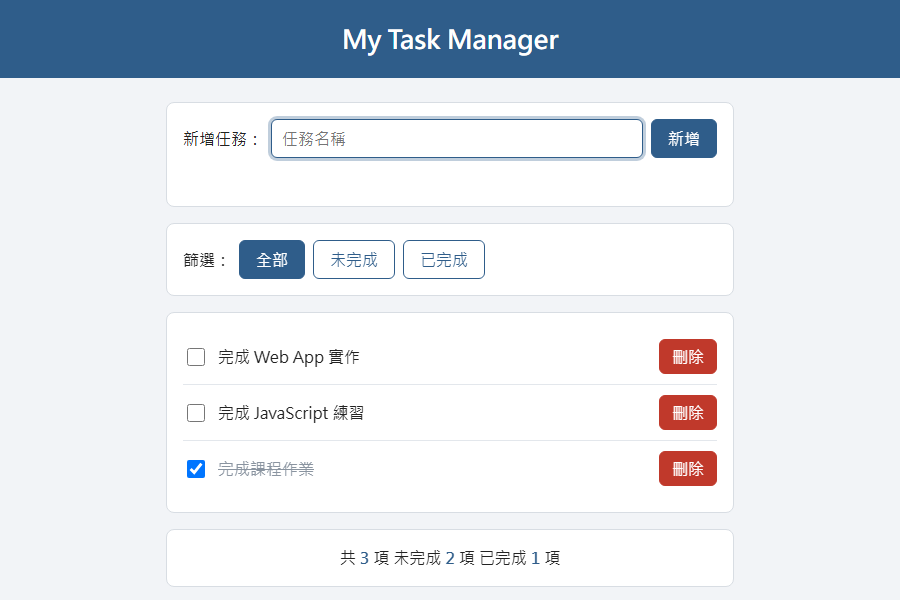 My Task Manager
新增任務： 任務名稱 新增
篩選： 全部 未完成 已完成
完成 Web App 實作 刪除
完成 JavaScript 練習 刪除
完成課程作業 刪除
共 3 項 未完成 2 項 已完成 1 項